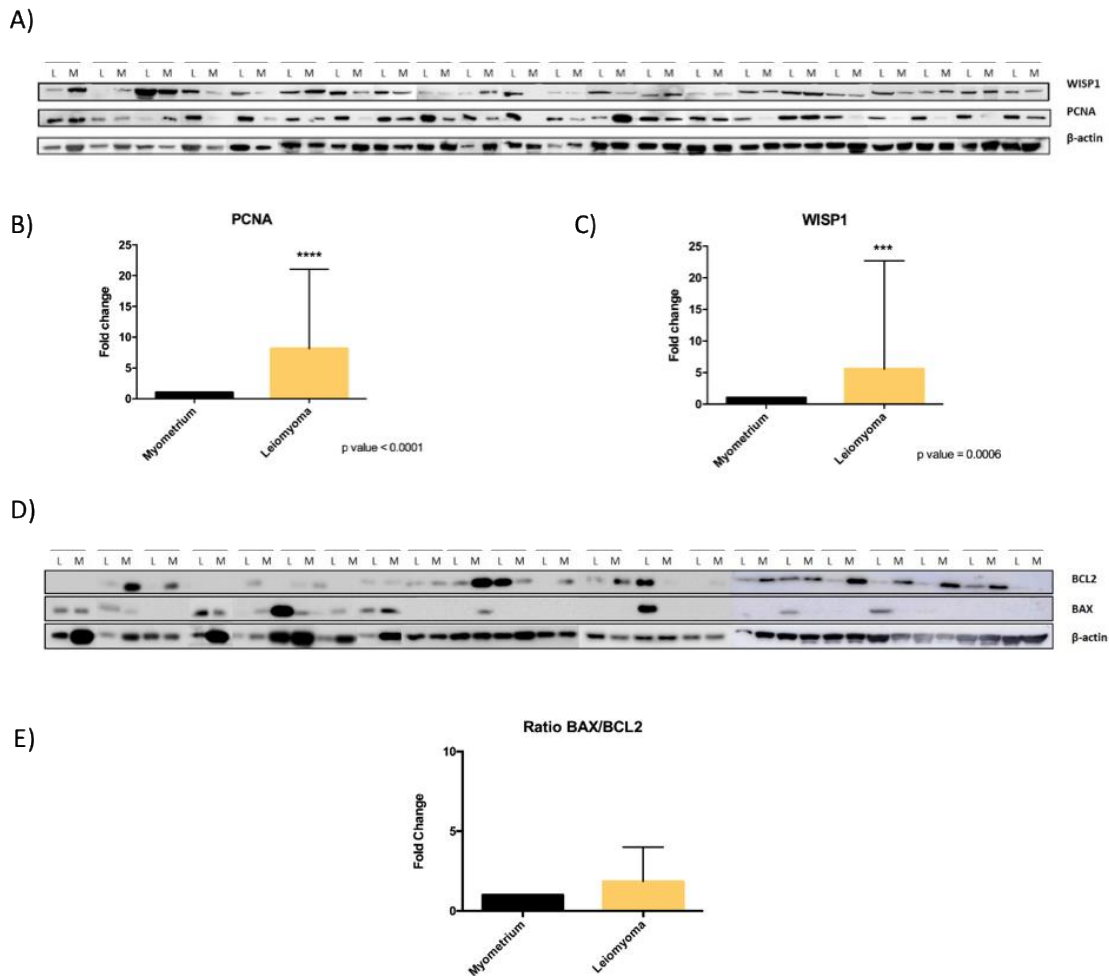 A)
L M L M L M L M L M L M L M L M L M L M L M L M L M L M L M L M L M L M L M L M L M L M
WISP1
PCNA
β-actin
B)
PCNA
Fold change
25
20
15
10
5
0
****
Myometrium
Leiomyoma
p value < 0.0001
C)
WISP1
Fold change
25
20
15
10
5
0
***
Myometrium
Leiomyoma
p value = 0.0006
D)
L M L M L M L M L M L M L M L M L M L M L M L M L M L M L M L M L M L M L M L M L M L M
BCL2
BAX
β-actin
E)
Ratio BAX/BCL2
Fold Change
10
5
0
Myometrium
Leiomyoma